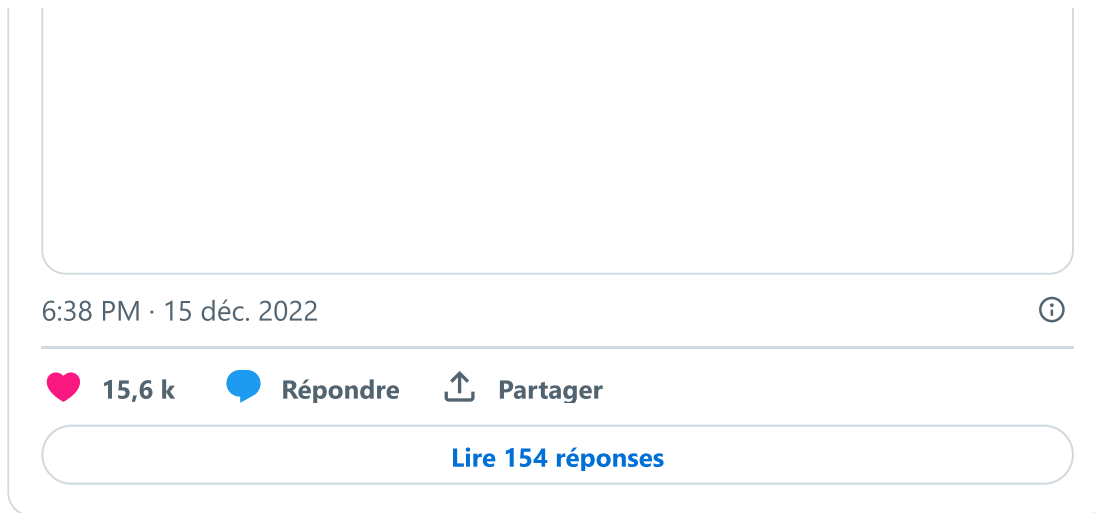 6:38 PM · 15 déc. 2022
15,6 k Répondre Partager
Lire 154 réponses